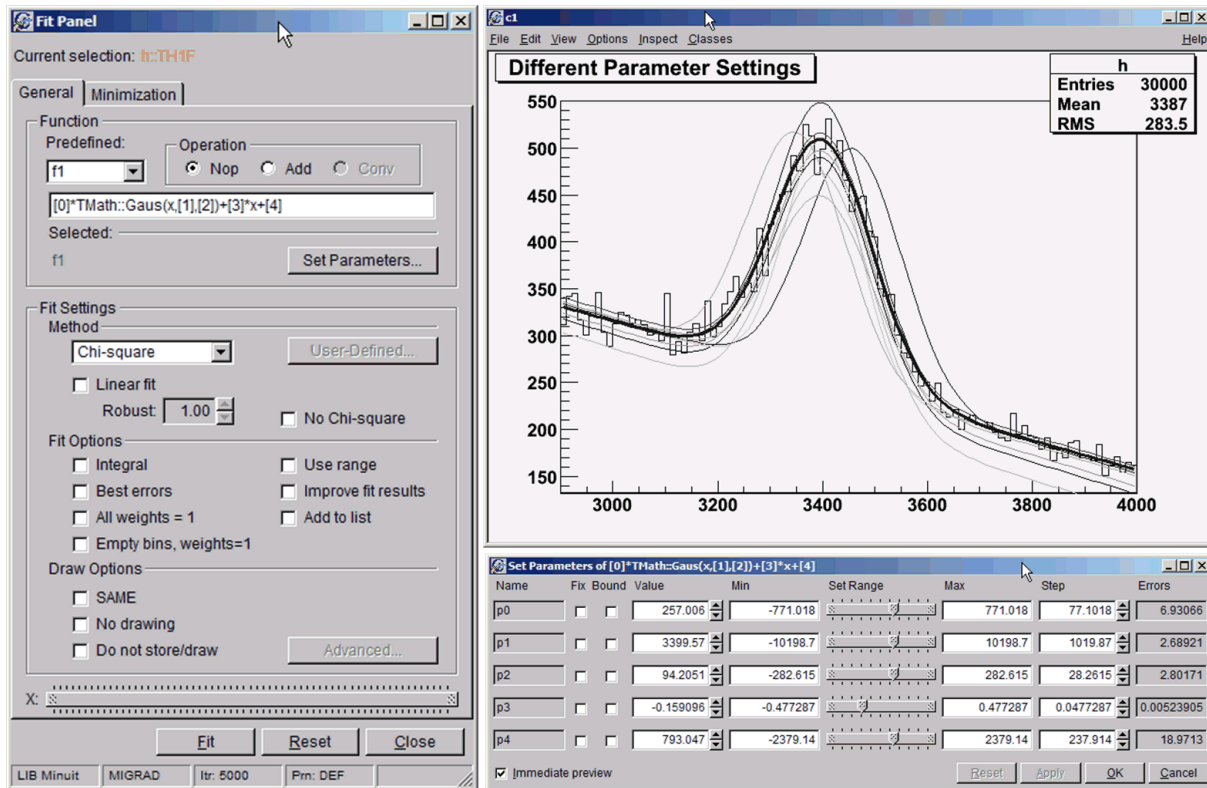 Fit Panel
Current selection: h::TH1F
General Minimization
Function
Predefined: Operation
f1 Nop Add Conv
[0]*TMath::Gaus(x,[1],[2])+[3]*x+[4]
Selected:
f1 Set Parameters...
Fit Settings
Method
Chi-square User-Defined...
Linear fit
Robust: 1.00 No Chi-square
Fit Options
Integral Use range
Best errors Improve fit results
All weights = 1 Add to list
Empty bins, weights=1
Draw Options
SAME
No drawing
Do not store/draw Advanced...
X:
Fit Reset Close
LIB Minuit MIGRAD Itr: 5000 Prn: DEF
c1
File Edit View Options Inspect Classes Help
Different Parameter Settings
h
Entries 30000
Mean 3387
RMS 283.5
550
500
450
400
350
300
250
200
150
3000 3200 3400 3600 3800 4000
Set Parameters of [0]*TMath::Gaus(x,[1],[2])+[3]*x+[4]
Name Fix Bound Value Min Set Range Max Step Errors
p0 257.006 -771.018 771.018 77.1018 6.93066
p1 3399.57 -10198.7 10198.7 1019.87 2.68921
p2 94.2051 -282.615 282.615 28.2615 2.80171
p3 -0.159096 -0.477287 0.477287 0.0477287 0.00523905
p4 793.047 -2379.14 2379.14 237.914 18.9713
Immediate preview Reset Apply OK Cancel